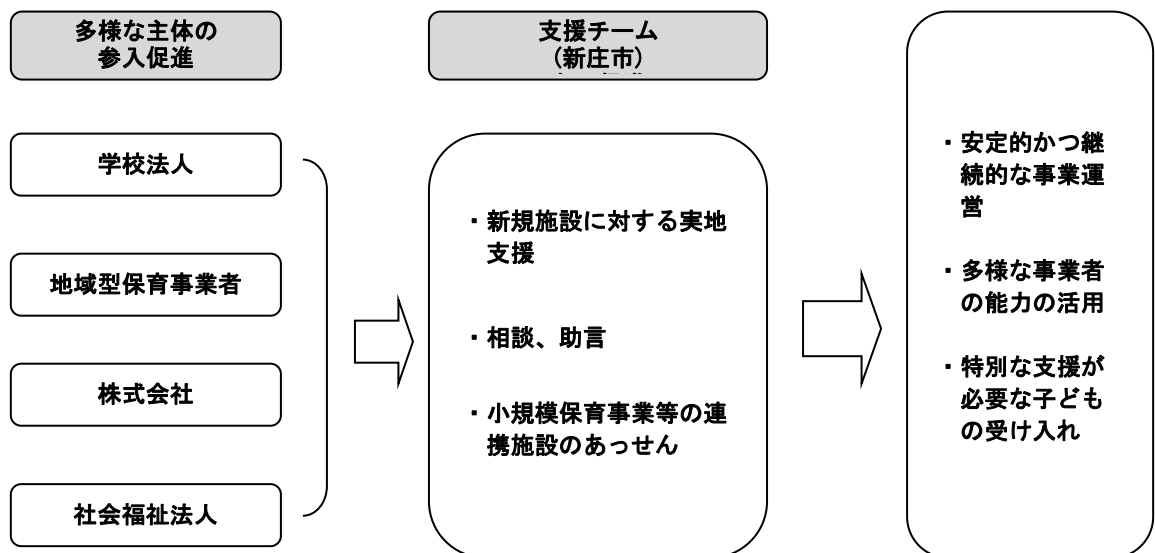 多様な主体の
参入促進
学校法人
地域型保育事業者
株式会社
社会福祉法人
支援チーム
(新庄市)
・新規施設に対する実地
支援
・相談、助言
・小規模保育事業等の連
携施設のあっせん
・安定的かつ継
続的な事業運
営
・多様な事業者
の能力の活用
・特別な支援が
必要な子ども
の受け入れ